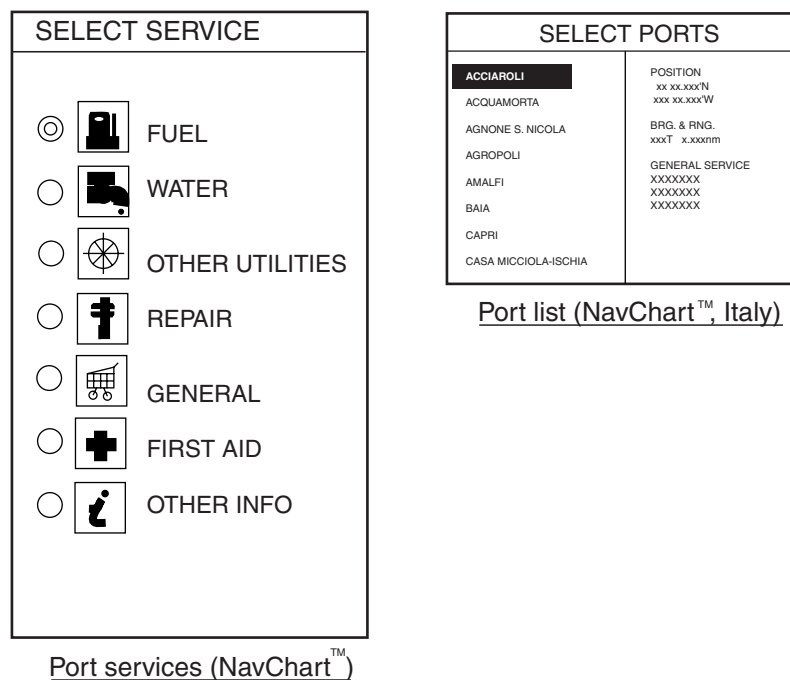 SELECT SERVICE
FUEL
WATER
OTHER UTILITIES
REPAIR
GENERAL
FIRST AID
OTHER INFO
Port services (NavChart™)
SELECT PORTS
ACCIAROLI
ACQUAMORTA
AGNONE S. NICOLA
AGROPOLI
AMALFI
BAIA
CAPRI
CASA MICCIOLA-ISCHIA
POSITION
xx xx.xxx'N
xxx xx.xxx'W
BRG. & RNG.
xxxT x.xxxnm
GENERAL SERVICE
XXXXXXX
XXXXXXX
XXXXXXX
Port list (NavChart™, Italy)